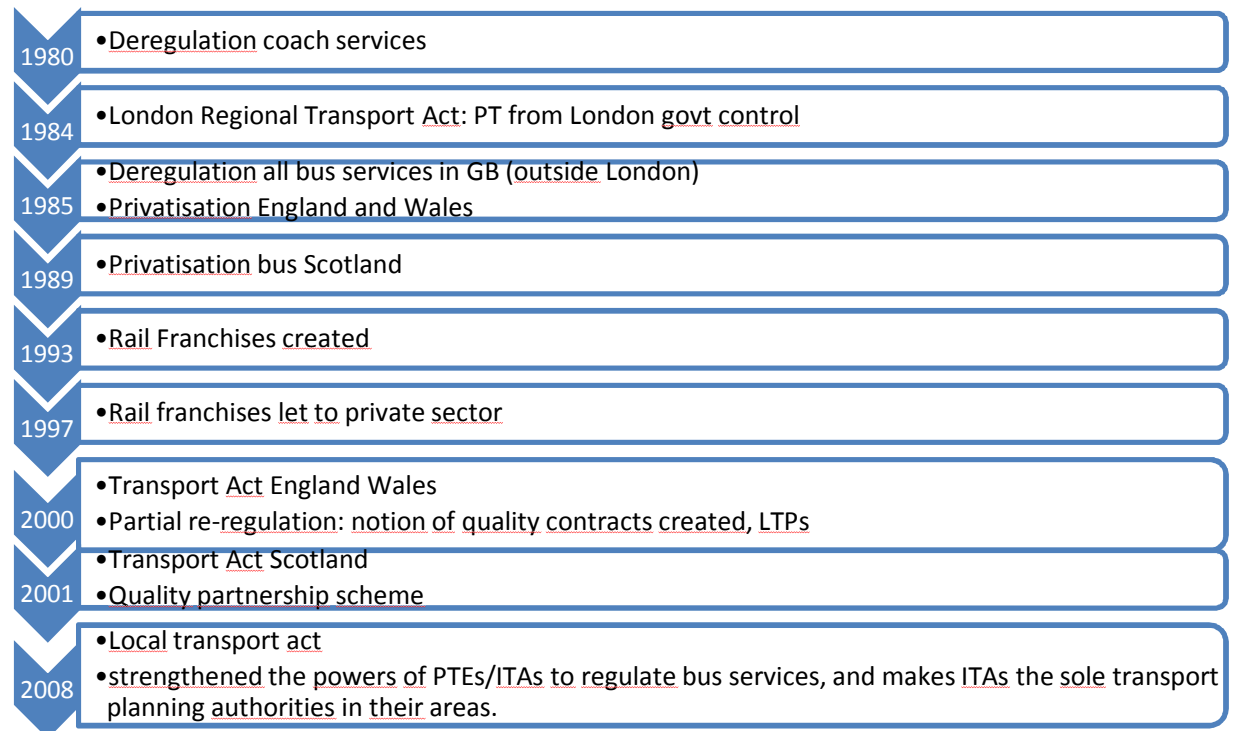 1980
•Deregulation coach services
1984
•London Regional Transport Act: PT from London govt control
1985
•Deregulation all bus services in GB (outside London)
•Privatisation England and Wales
1989
•Privatisation bus Scotland
1993
•Rail Franchises created
1997
•Rail franchises let to private sector
2000
•Transport Act England Wales
•Partial re-regulation: notion of quality contracts created, LTPs
2001
•Transport Act Scotland
•Quality partnership scheme
2008
•Local transport act
•strengthened the powers of PTEs/ITAs to regulate bus services, and makes ITAs the sole transport
planning authorities in their areas.